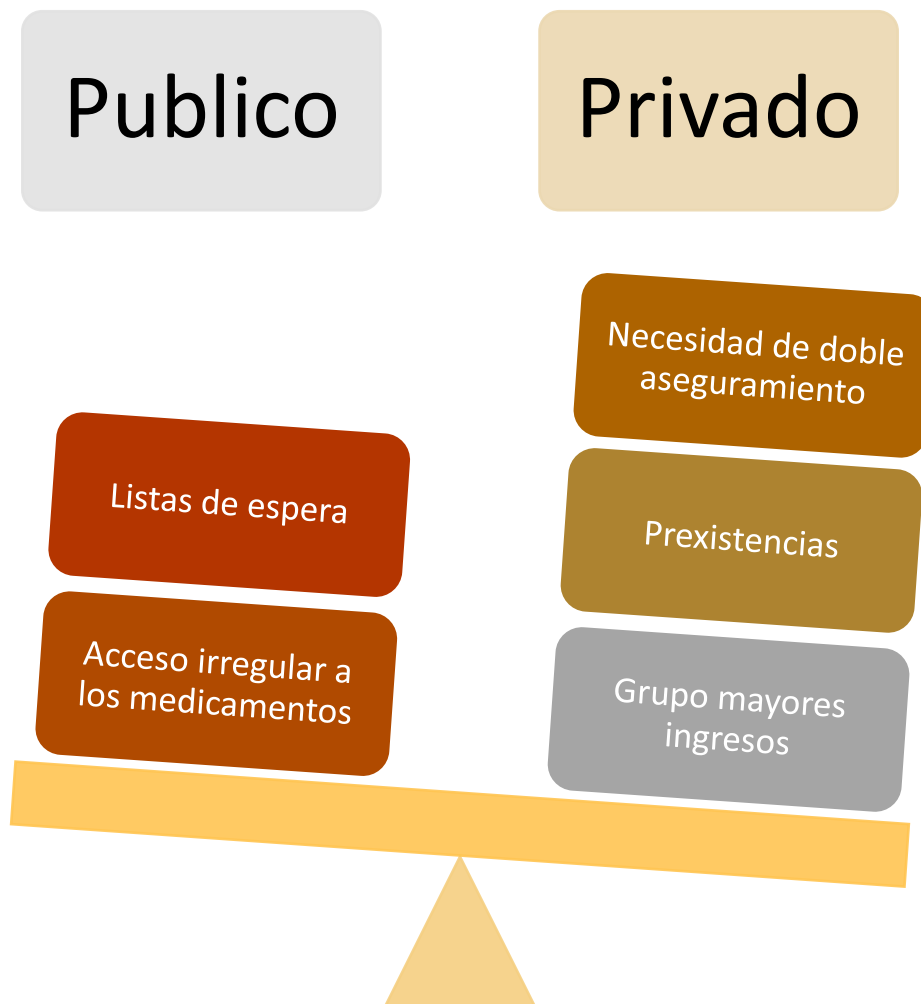 Publico
Privado
Listas de espera
Acceso irregular a
los medicamentos
Necesidad de doble
aseguramiento
Prexistencias
Grupo mayores
ingresos